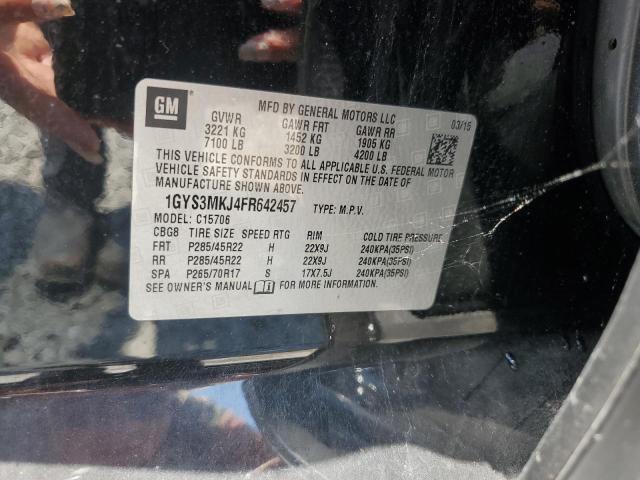 GM
MFD BY GENERAL MOTORS LLC
03/15
GVWR GAWR FRT GAWR RR
3221 KG 1452 KG 1905 KG
7100 LB 3200 LB 4200 LB
THIS VEHICLE CONFORMS TO ALL APPLICABLE U.S. FEDERAL MOTOR
VEHICLE SAFETY STANDARDS IN EFFECT ON THE DATE OF
MANUFACTURE SHOWN ABOVE.
1GYS3MKJ4FR642457 TYPE: M.P.V.
MODEL: C15706
CBG8 TIRE SIZE SPEED RTG RIM COLD TIRE PRESSURE
FRT P285/45R22 H 22X9J 240KPA(35PSI)
RR P285/45R22 H 22X9J 240KPA(35PSI)
SPA P265/70R17 S 17X7.5J 240KPA(35PSI)
SEE OWNER'S MANUAL FOR MORE INFORMATION.